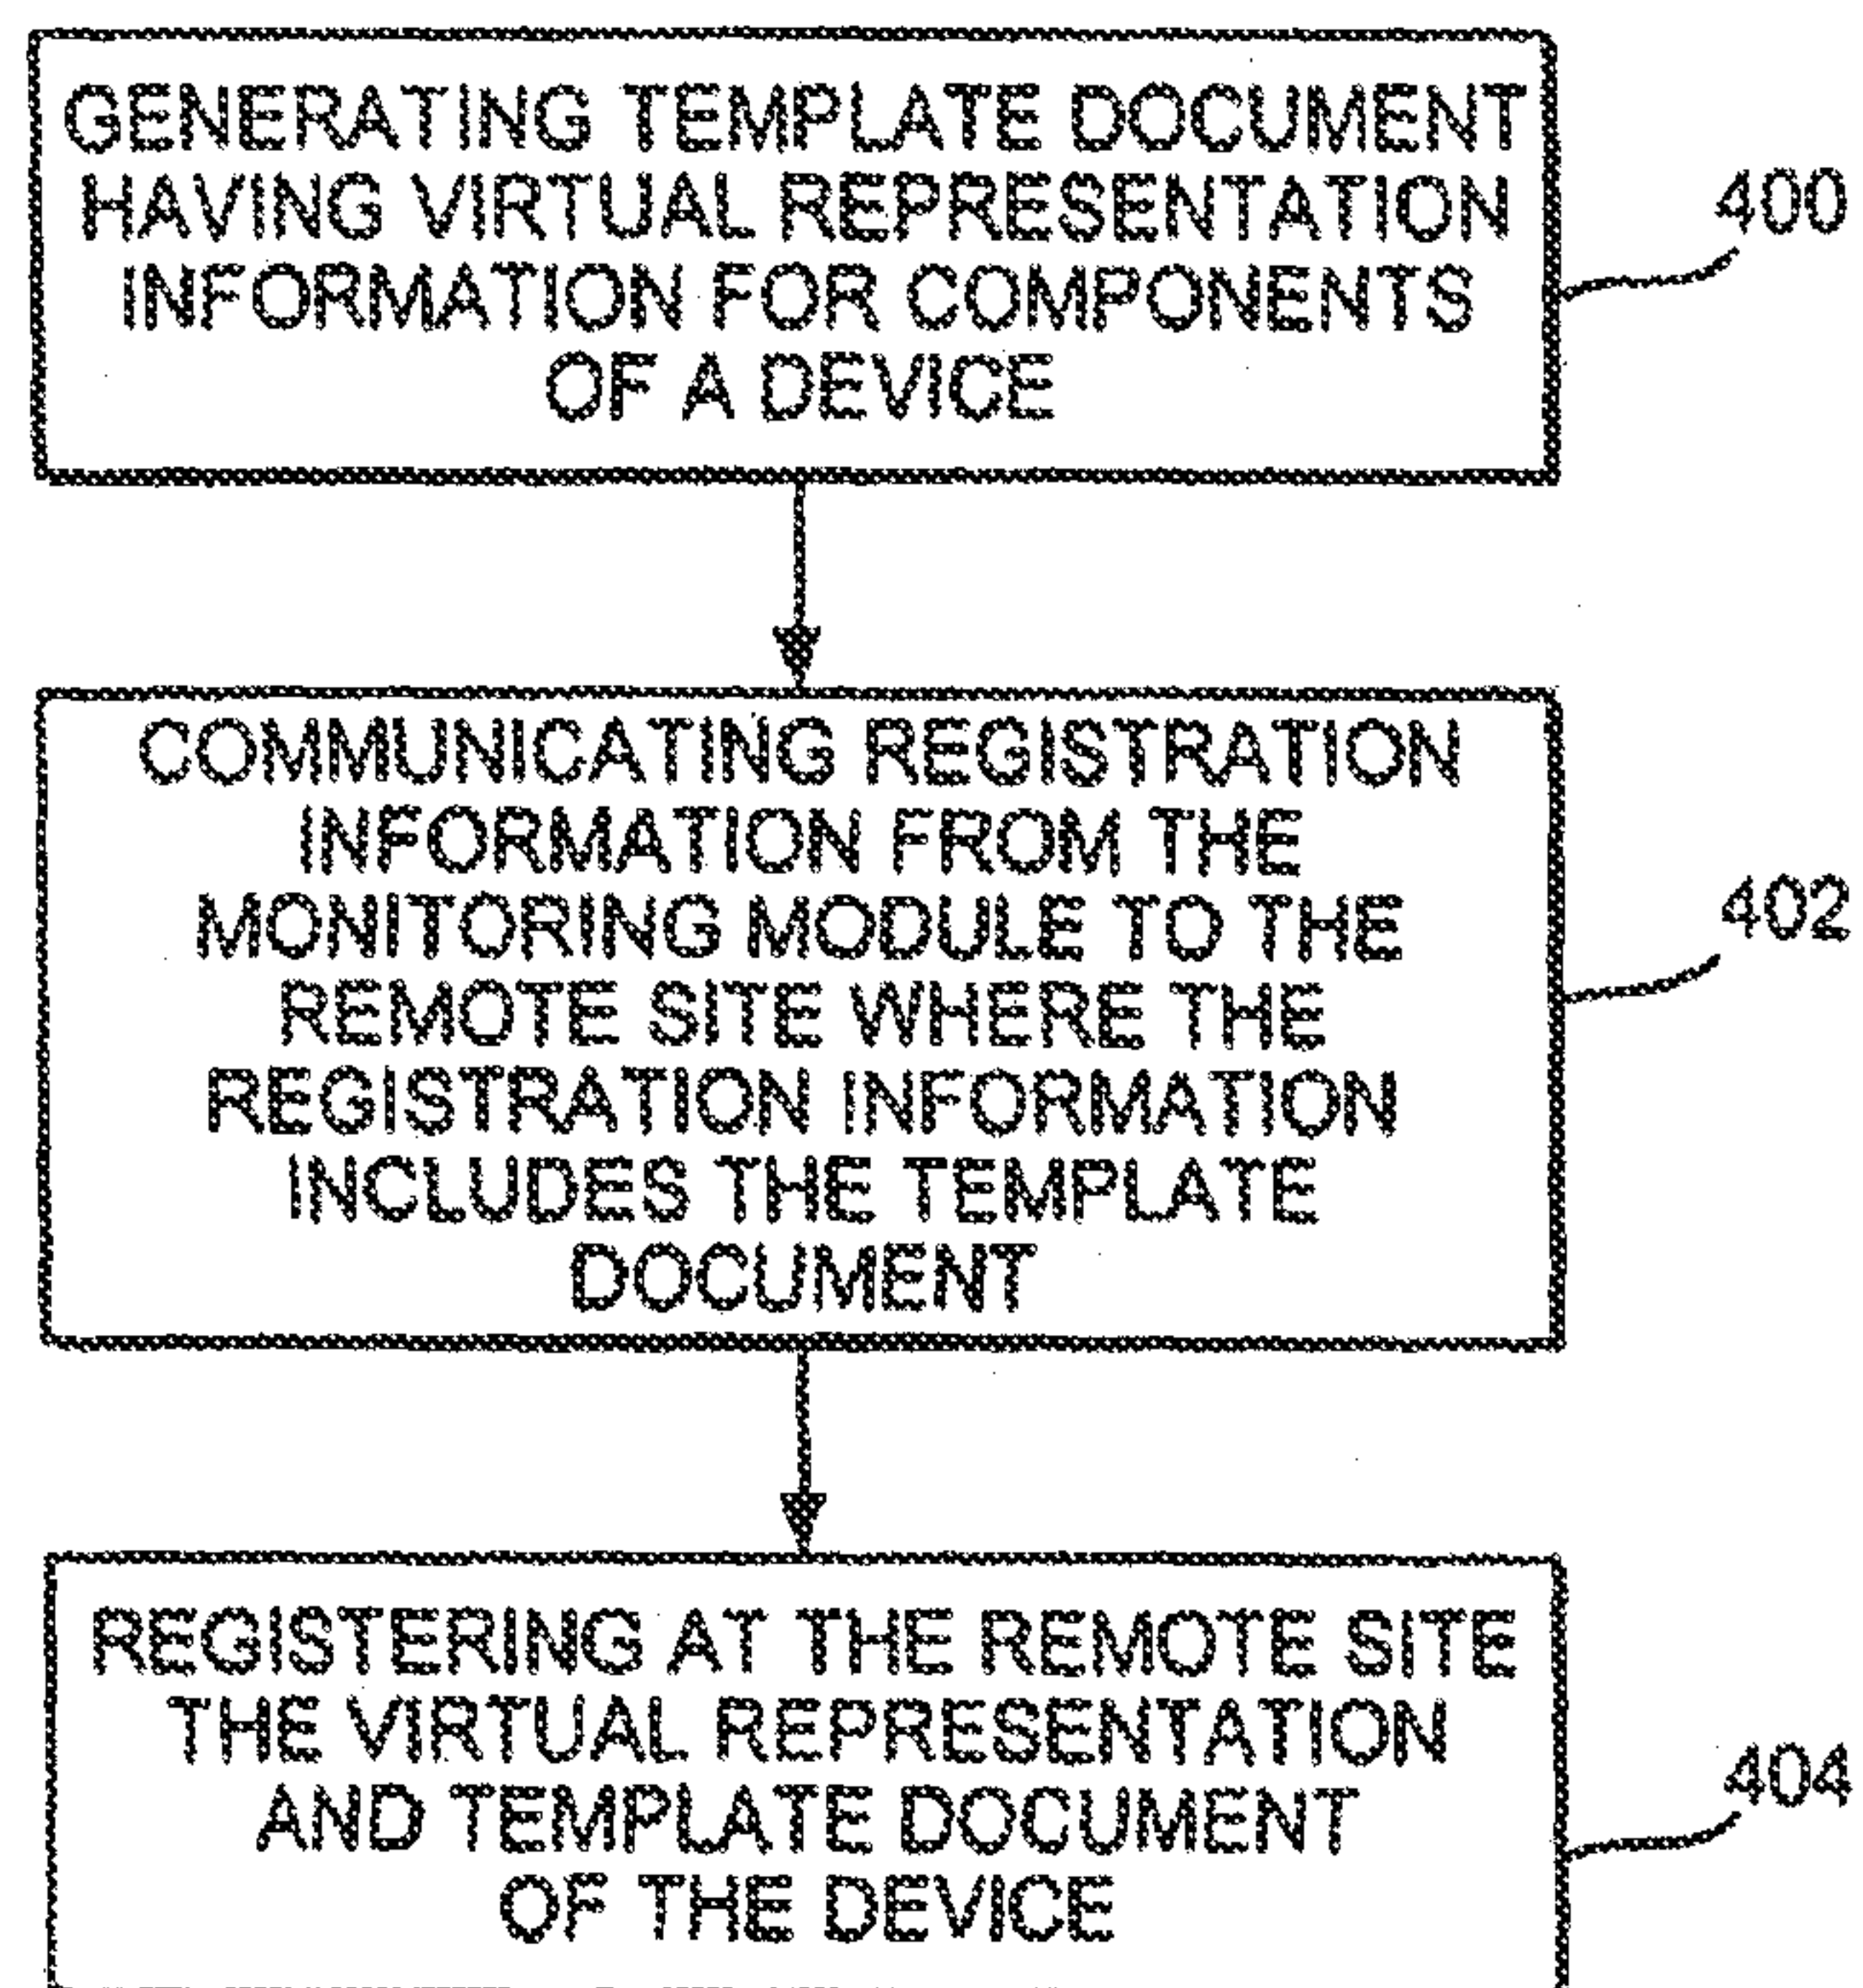 GENERATING TEMPLATE DOCUMENT
HAVING VIRTUAL REPRESENTATION
INFORMATION FOR COMPONENTS
OF A DEVICE
400
COMMUNICATING REGISTRATION
INFORMATION FROM THE
MONITORING MODULE TO THE
REMOTE SITE WHERE THE
REGISTRATION INFORMATION
INCLUDES THE TEMPLATE
DOCUMENT
402
REGISTERING AT THE REMOTE SITE
THE VIRTUAL REPRESENTATION
AND TEMPLATE DOCUMENT
OF THE DEVICE
404